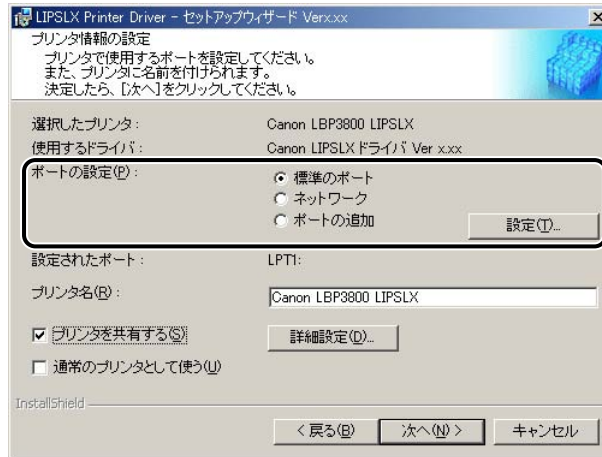 LIPSLX Printer Driver - セットアップウィザード Verx.xx
プリンタ情報の設定
プリンタで使用するポートを設定してください。
また、プリンタに名前を付けられます。
決定したら、[次へ]をクリックしてください。
選択したプリンタ： Canon LBP3800 LIPSLX
使用するドライバ： Canon LIPSLX ドライバ Ver x.xx
ポートの設定(P)： 標準のポート
ネットワーク
ポートの追加 設定(T)...
設定されたポート： LPT1:
プリンタ名(R)： Canon LBP3800 LIPSLX
プリンタを共有する(S) 詳細設定(D)...
通常のプリンタとして使う(U)
InstallShield
< 戻る(B) 次へ(N) > キャンセル